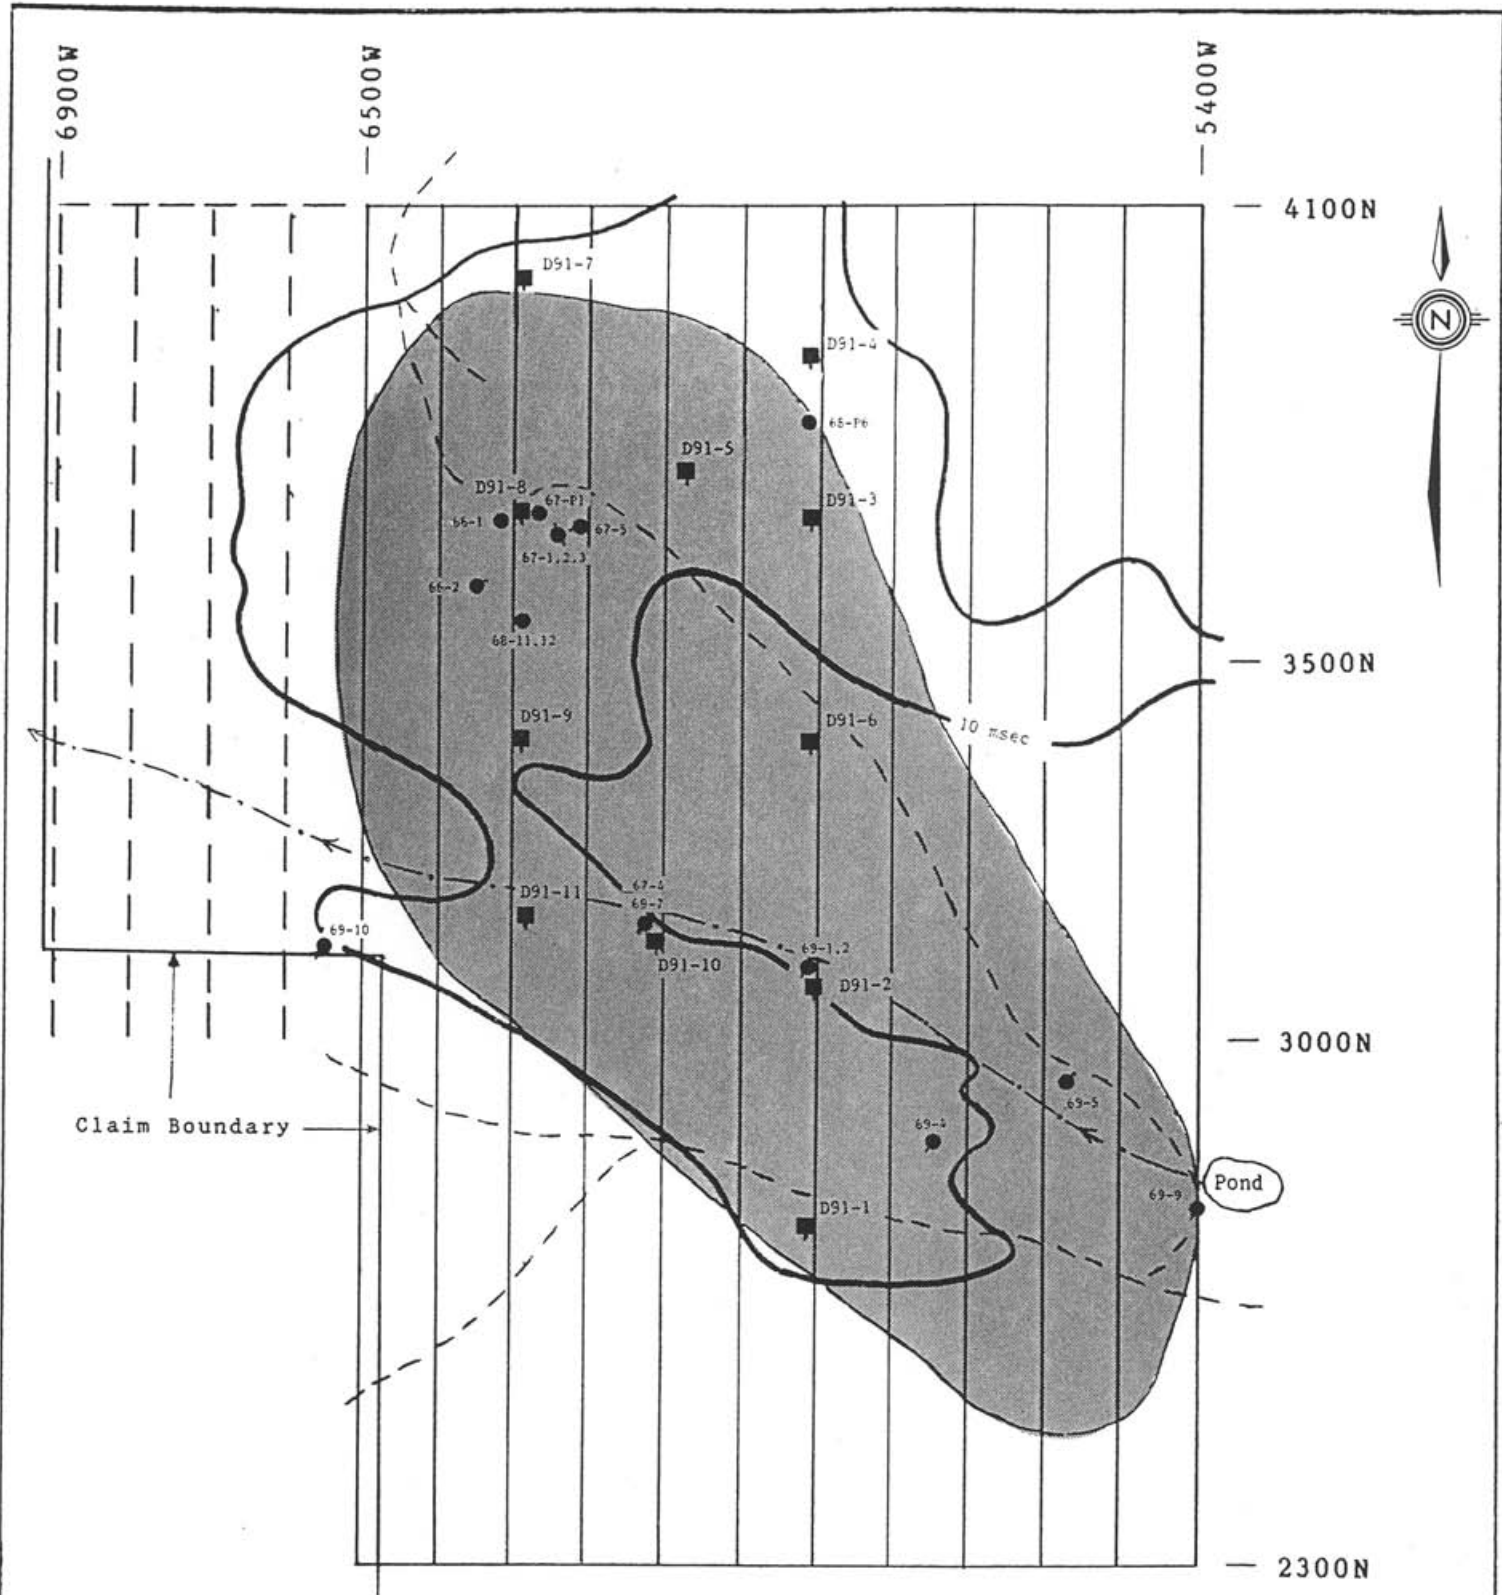 6900W
6500W
5400W
4100N
D91-7
N
D91-4
68-P6
D91-5
D91-8
67-P1
D91-3
66-1
67-5
67-1,2,3
66-2
68-11,12
3500N
D91-9
D91-6
10 msec
67-4
D91-11
69-7
69-10
69-1,2
D91-10
D91-2
3000N
69-5
Claim Boundary
69-4
Pond
69-9
D91-1
2300N